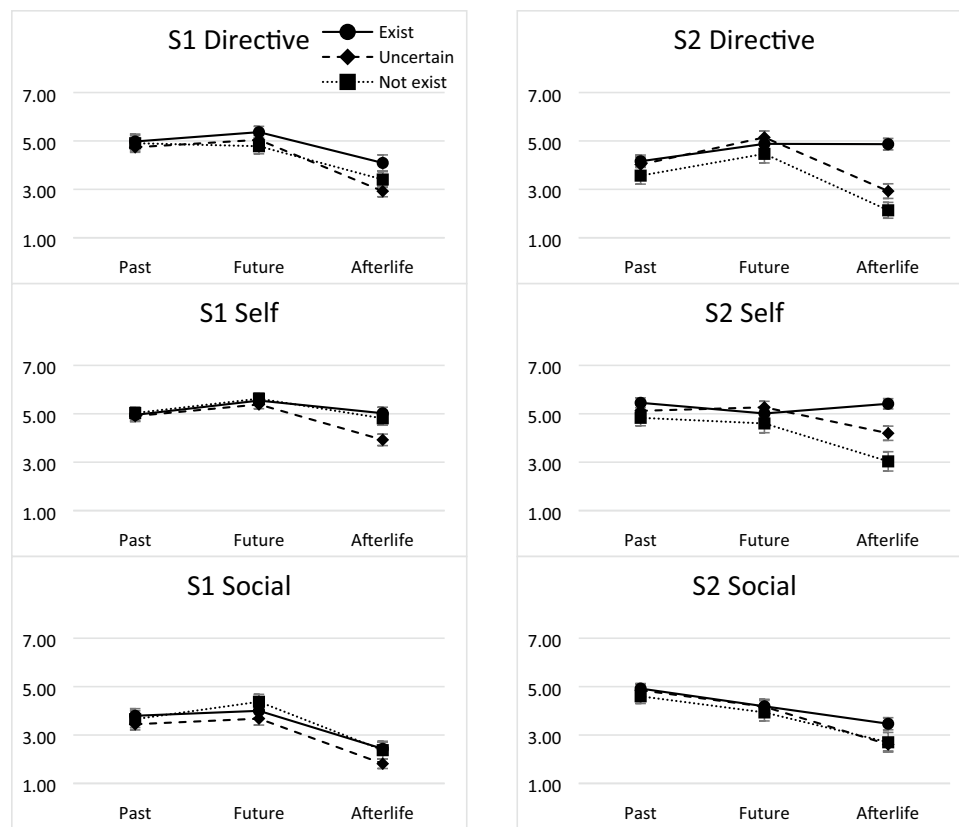 S1 Directive
Exist
Uncertain
Not exist
7.00
5.00
3.00
1.00
Past Future Afterlife
S2 Directive
7.00
5.00
3.00
1.00
Past Future Afterlife
S1 Self
7.00
5.00
3.00
1.00
Past Future Afterlife
S2 Self
7.00
5.00
3.00
1.00
Past Future Afterlife
S1 Social
7.00
5.00
3.00
1.00
Past Future Afterlife
S2 Social
7.00
5.00
3.00
1.00
Past Future Afterlife